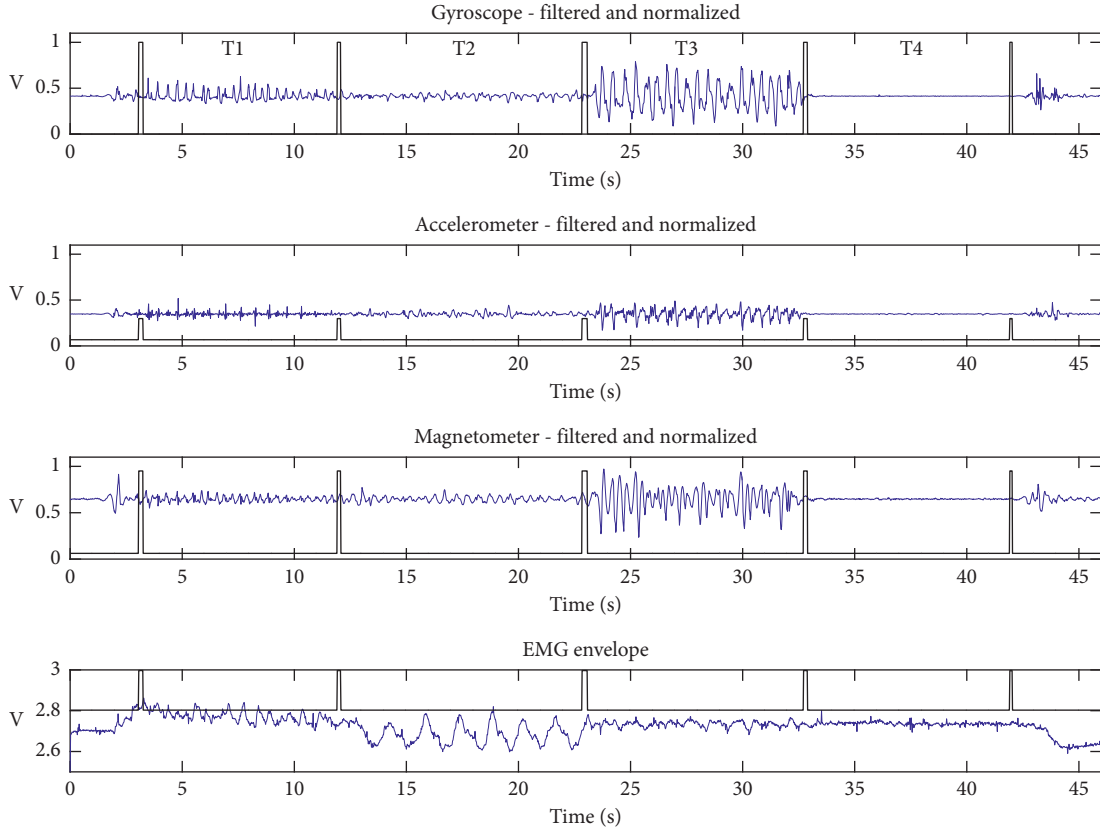 Gyroscope - filtered and normalized
1
T1 T2 T3 T4
V 0.5
0
0 5 10 15 20 25 30 35 40 45
Time (s)
Accelerometer - filtered and normalized
1
V 0.5
0
0 5 10 15 20 25 30 35 40 45
Time (s)
Magnetometer - filtered and normalized
1
V 0.5
0
0 5 10 15 20 25 30 35 40 45
Time (s)
EMG envelope
3
2.8
V
2.6
0 5 10 15 20 25 30 35 40 45
Time (s)